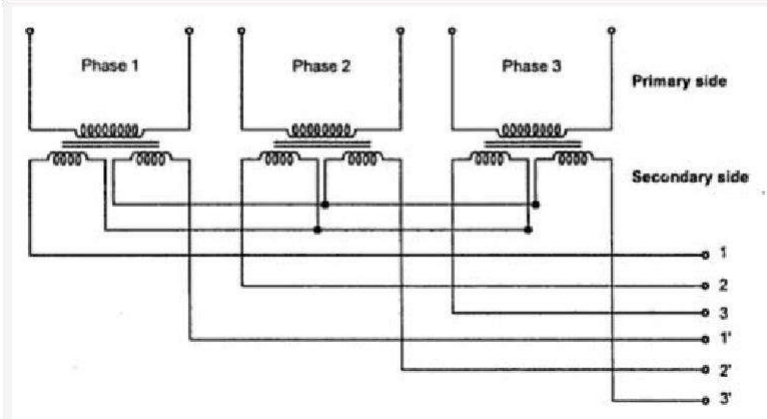 Phase 1
Phase 2
Phase 3
Primary side
Secondary side
1
2
3
1'
2'
3'